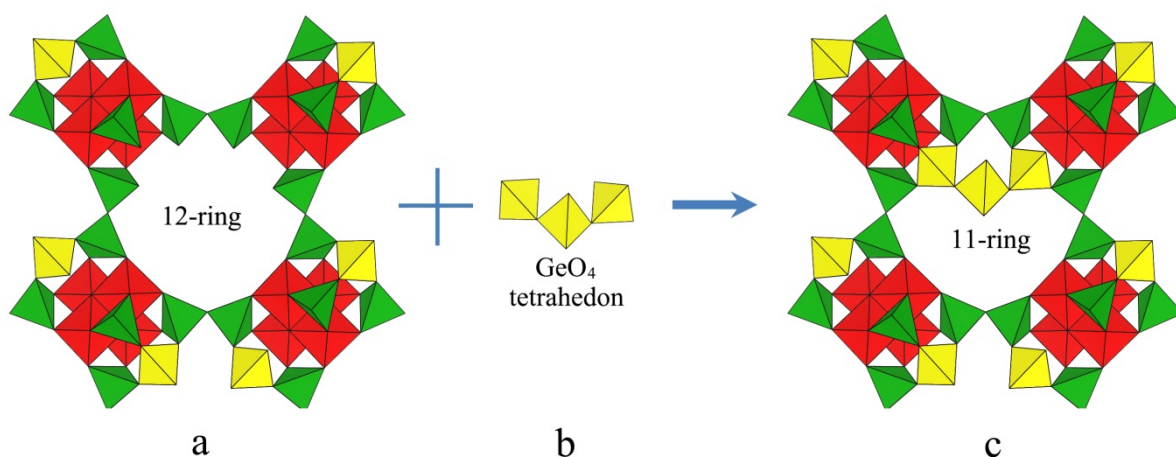 12-ring
GeO₄
tetrahedon
11-ring
a
b
c